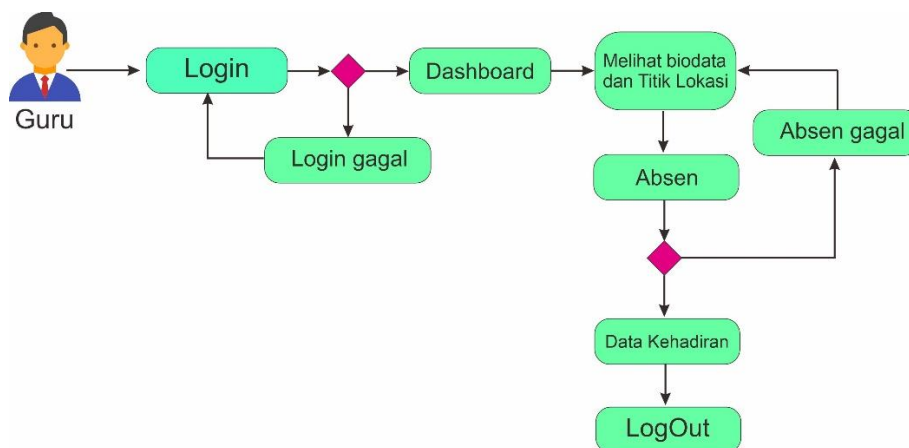 Guru
Login
Login gagal
Dashboard
Melihat biodata
dan Titik Lokasi
Absen gagal
Absen
Data Kehadiran
LogOut